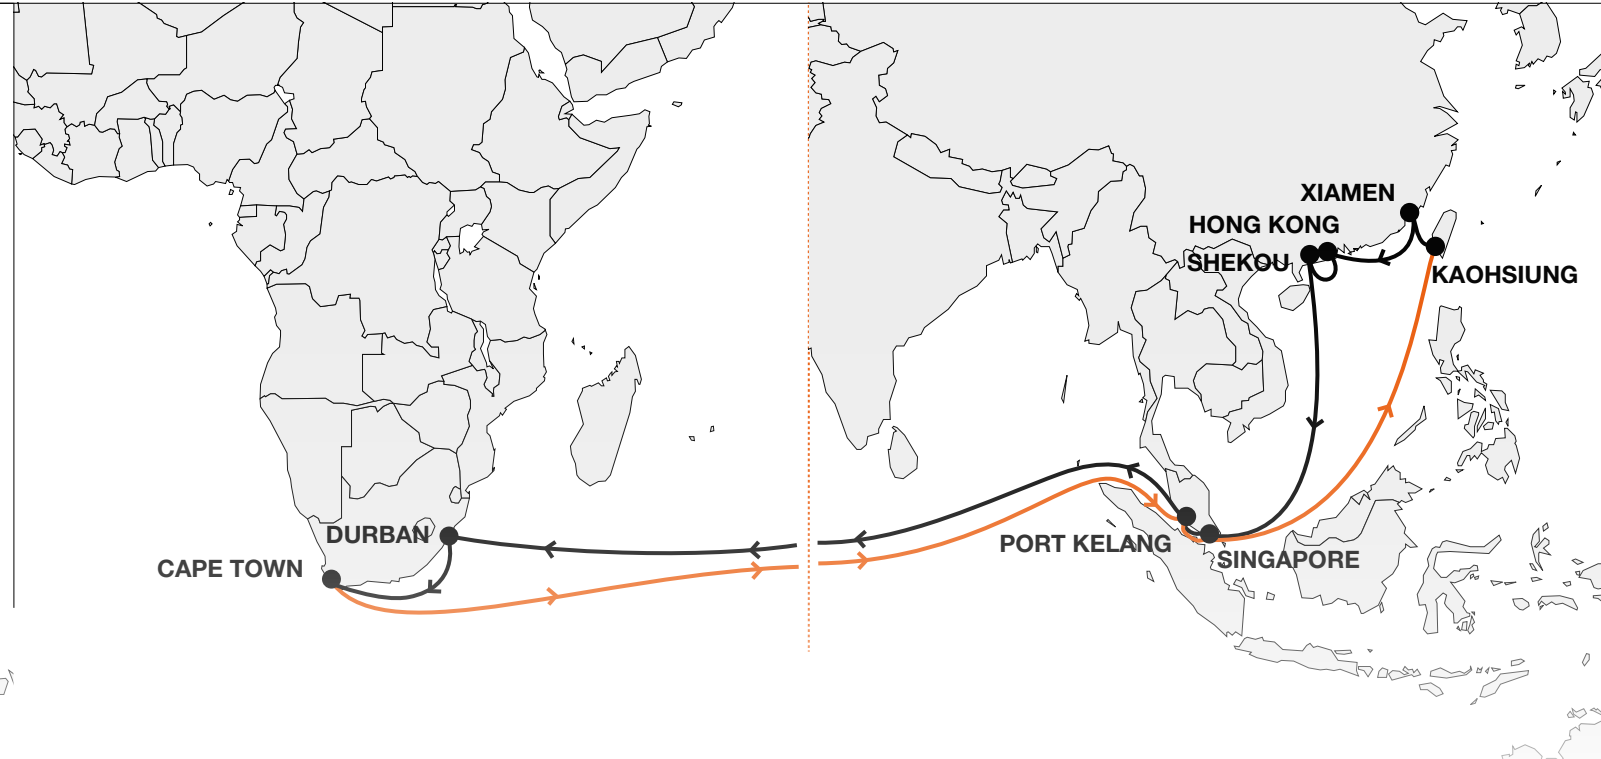 XIAMEN
HONG KONG
SHEKOU
KAOHSIUNG
DURBAN
PORT KELANG
SINGAPORE
CAPE TOWN